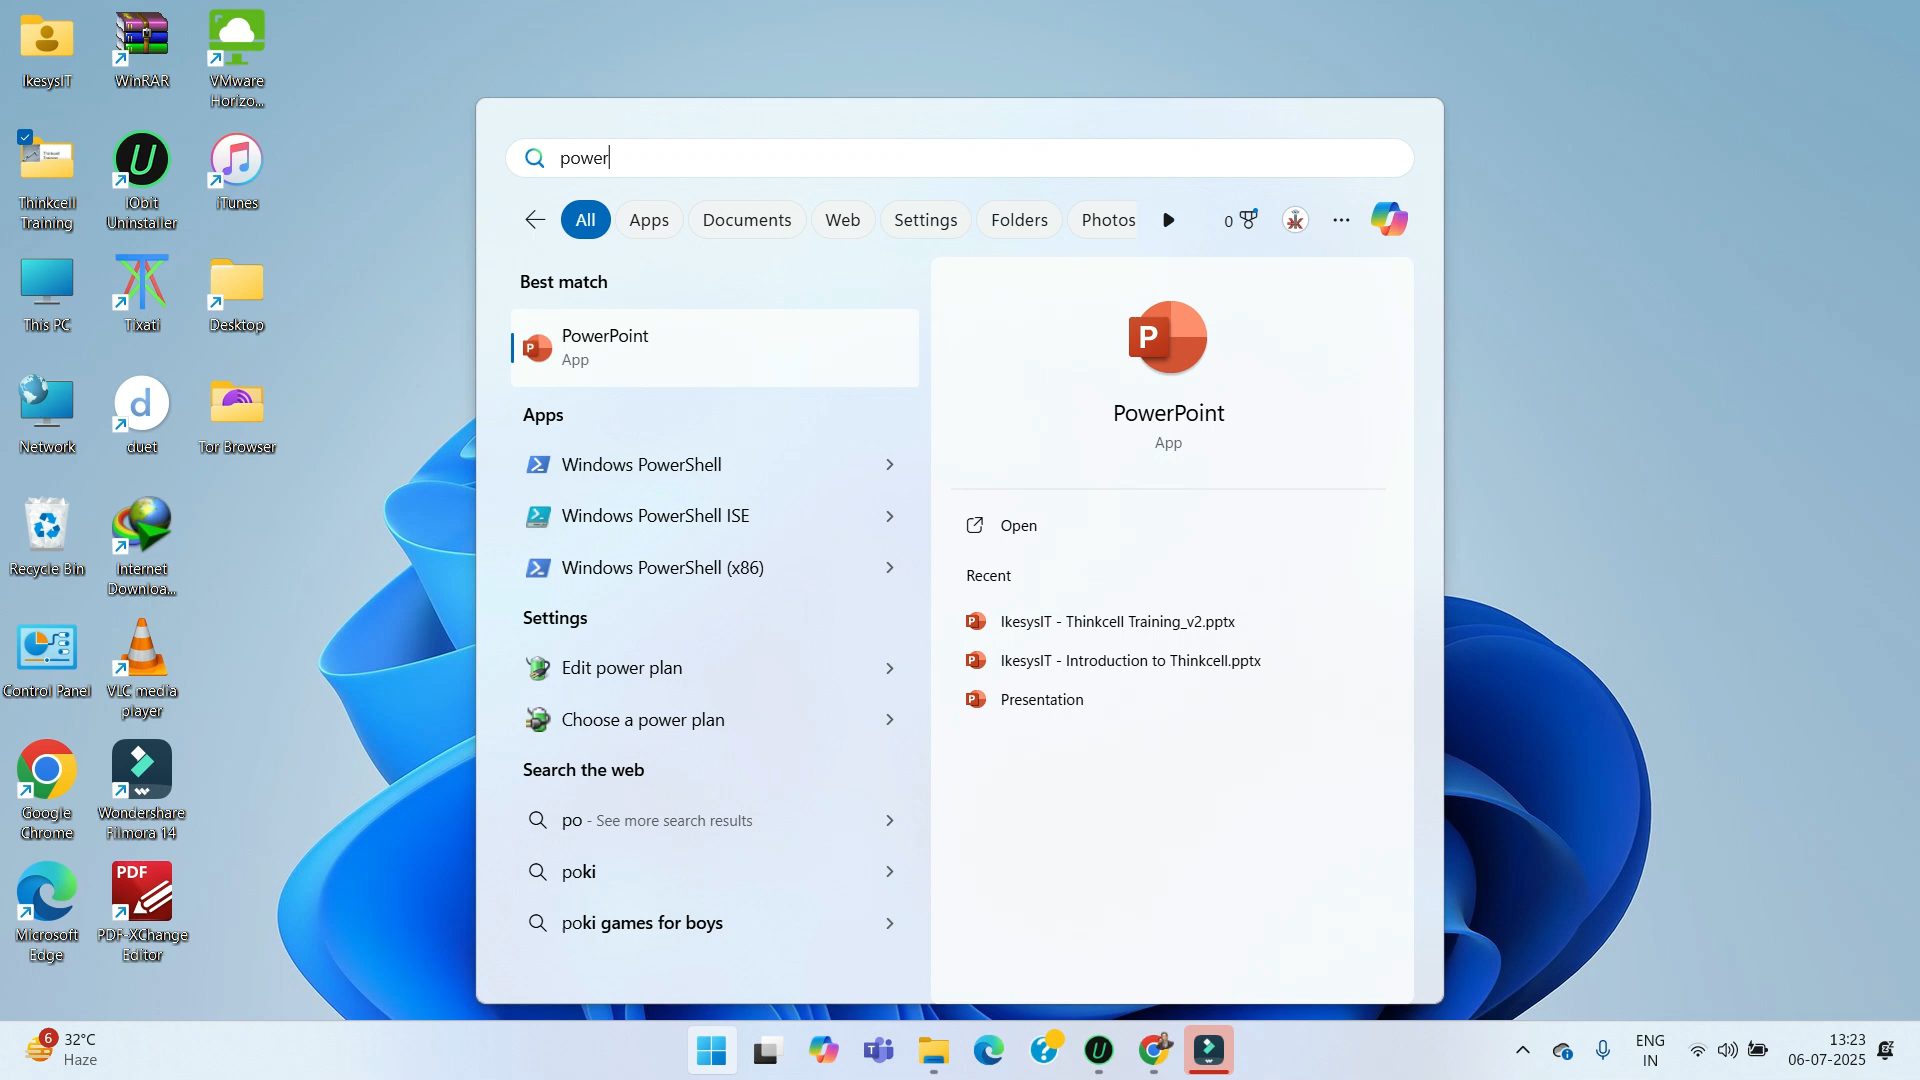 IkesysIT
WinRAR
VMware
Horizo...
Thinkcell
Training
IObit
Uninstaller
iTunes
This PC
Tixati
Desktop
Network
d
duet
Tor Browser
Recycle Bin
Internet
Downloa...
Control Panel
VLC media
player
Google
Chrome
Wondershare
Filmora 14
Microsoft
Edge
PDF
PDF-XChange
Editor
power
All
Apps
Documents
Web
Settings
Folders
Photos
0
Best match
P
PowerPoint
App
Apps
Windows PowerShell
Windows PowerShell ISE
Windows PowerShell (x86)
Settings
Edit power plan
Choose a power plan
Search the web
po - See more search results
poki
poki games for boys
P
PowerPoint
App
Open
Recent
P IkesysIT - Thinkcell Training_v2.pptx
P IkesysIT - Introduction to Thinkcell.pptx
P Presentation
6
32°C
Haze
ENG
IN
13:23
06-07-2025